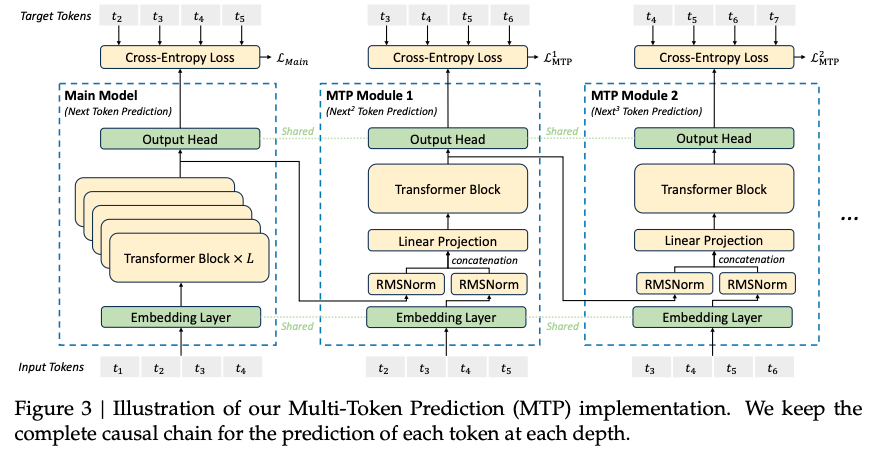 Target Tokens t₂ t₃ t₄ t₅ t₃ t₄ t₅ t₆ t₄ t₅ t₆ t₇
Cross-Entropy Loss ℒ_Main Cross-Entropy Loss ℒ¹_MTP Cross-Entropy Loss ℒ²_MTP
Main Model MTP Module 1 MTP Module 2
(Next Token Prediction) (Next² Token Prediction) (Next³ Token Prediction)
Output Head Shared Output Head Shared Output Head
Transformer Block Transformer Block
Linear Projection Linear Projection
Transformer Block × L concatenation concatenation
RMSNorm RMSNorm RMSNorm RMSNorm
Embedding Layer Shared Embedding Layer Shared Embedding Layer
...
Input Tokens t₁ t₂ t₃ t₄ t₂ t₃ t₄ t₅ t₃ t₄ t₅ t₆
Figure 3 | Illustration of our Multi-Token Prediction (MTP) implementation. We keep the
complete causal chain for the prediction of each token at each depth.